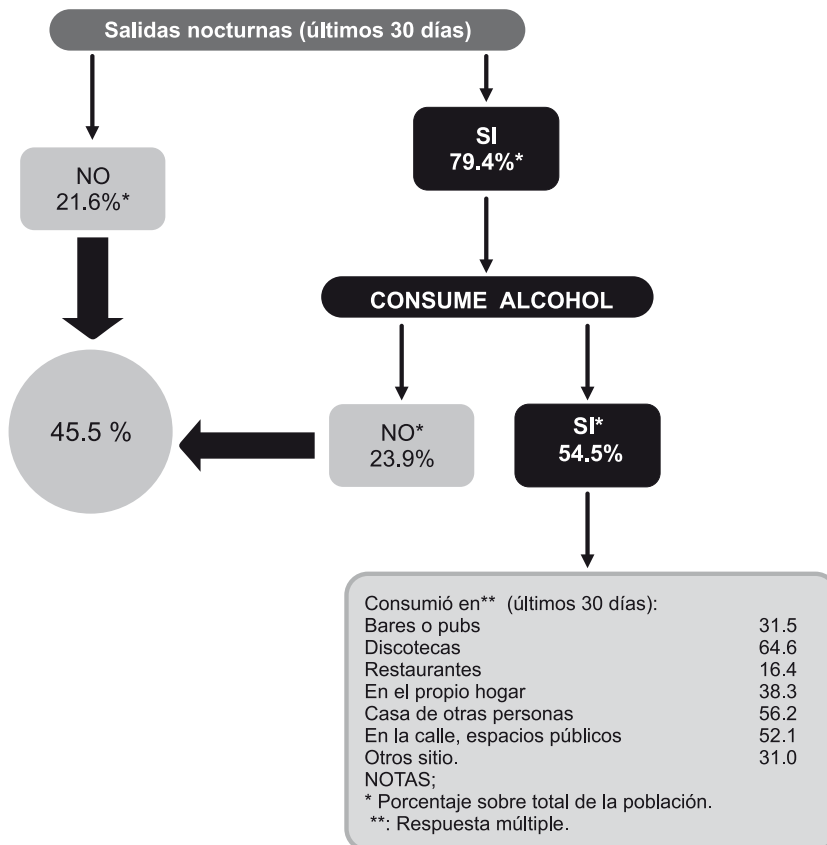 Salidas nocturnas (últimos 30 días)
SI
79.4%*
NO
21.6%*
CONSUME ALCOHOL
45.5 %
NO*
23.9%
SI*
54.5%
Consumió en** (últimos 30 días):
Bares o pubs 31.5
Discotecas 64.6
Restaurantes 16.4
En el propio hogar 38.3
Casa de otras personas 56.2
En la calle, espacios públicos 52.1
Otros sitio. 31.0
NOTAS;
* Porcentaje sobre total de la población.
**: Respuesta múltiple.